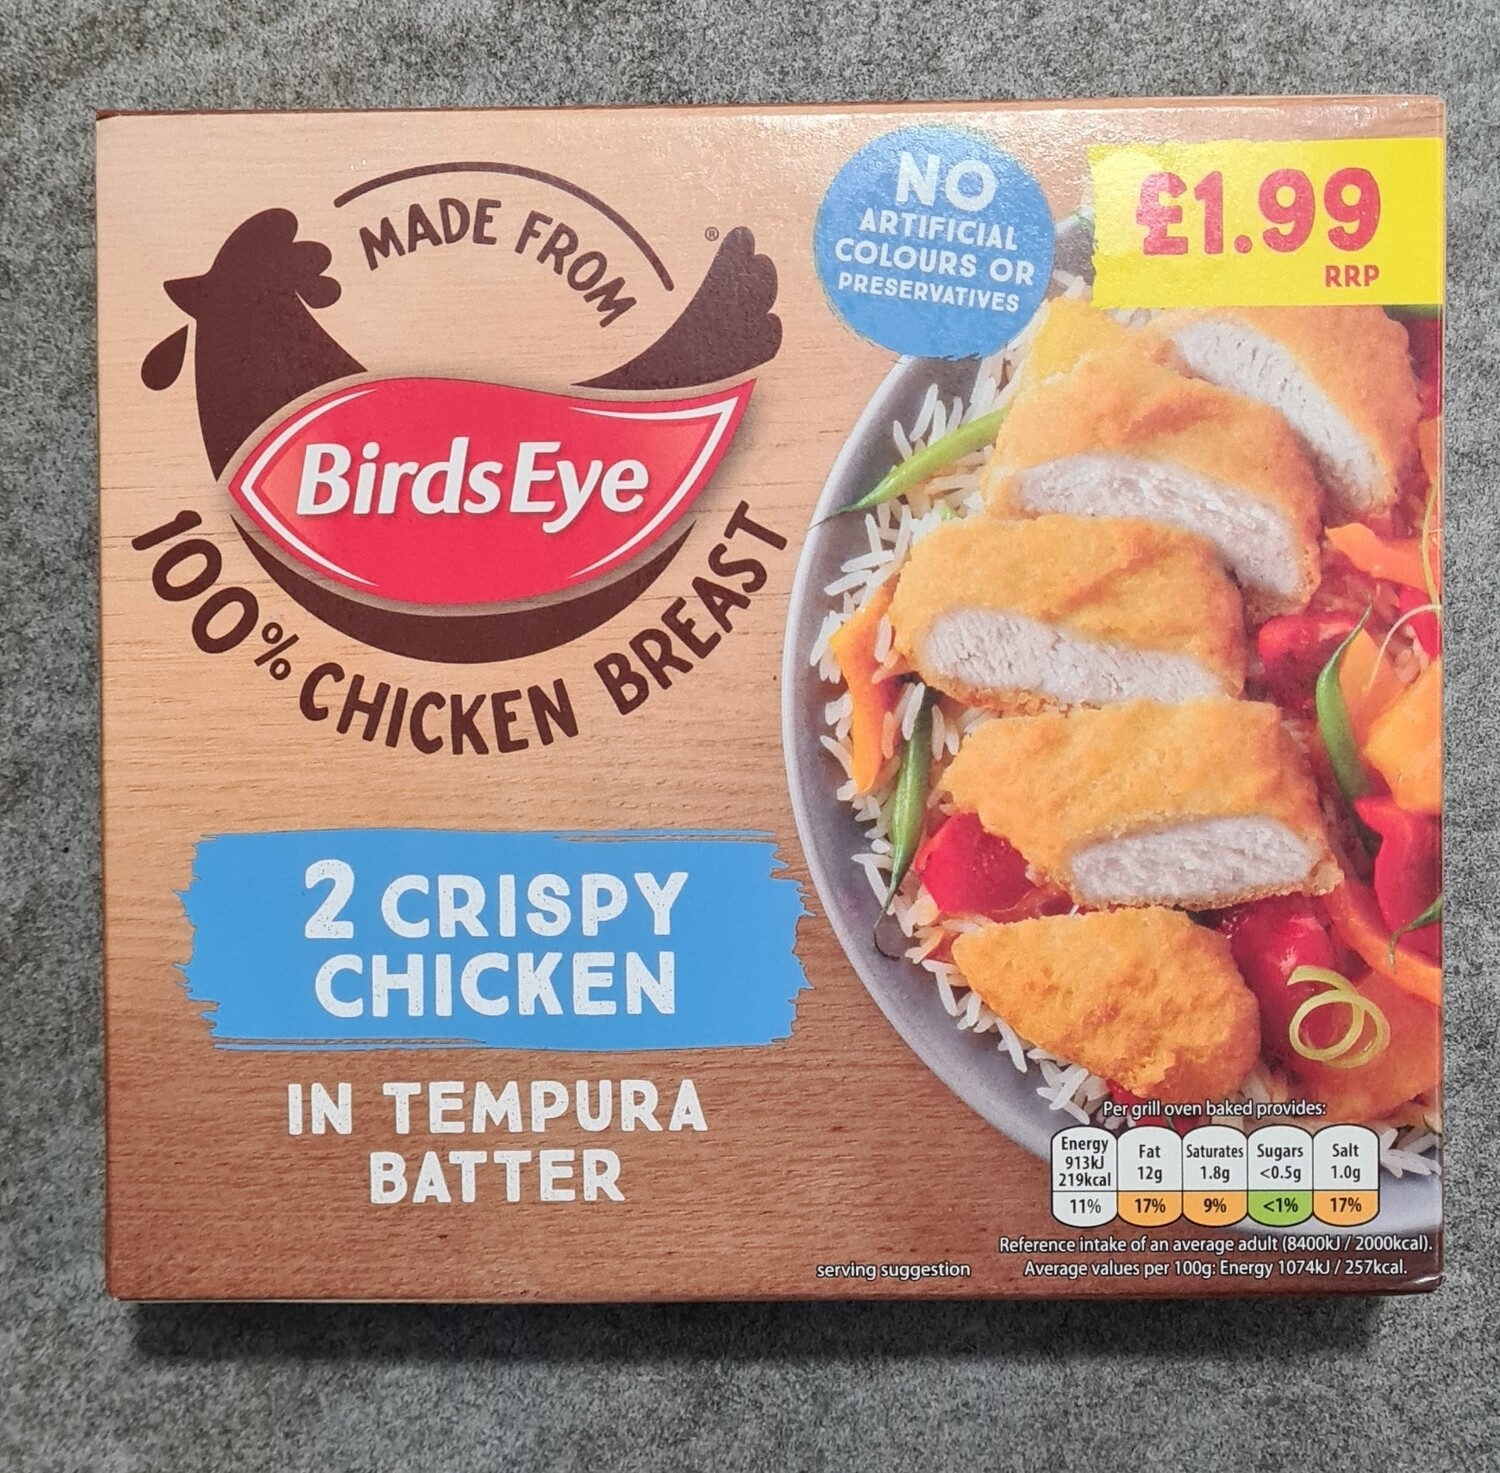 MADE FROM
®
BirdsEye
100% CHICKEN BREAST
NO
ARTIFICIAL
COLOURS OR
PRESERVATIVES
£1.99
RRP
2 CRISPY
CHICKEN
IN TEMPURA
BATTER
serving suggestion
Per grill oven baked provides:
Energy
913kJ
219kcal
11%
Fat
12g
17%
Saturates
1.8g
9%
Sugars
<0.5g
<1%
Salt
1.0g
17%
Reference intake of an average adult (8400kJ / 2000kcal).
Average values per 100g: Energy 1074kJ / 257kcal.